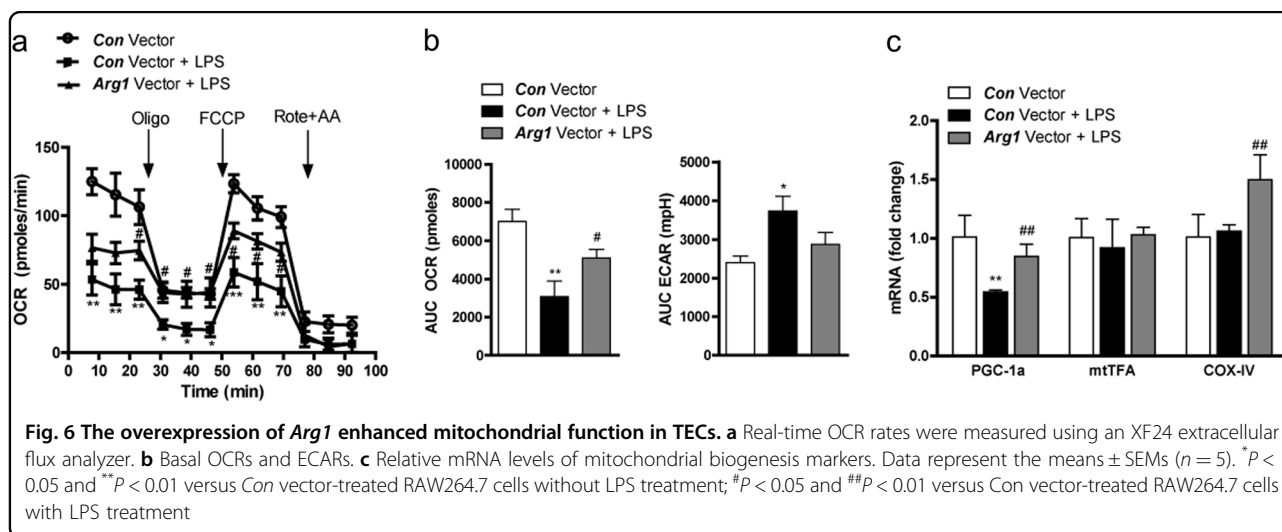 a
Con Vector
Con Vector + LPS
Arg1 Vector + LPS
Oligo FCCP Rote+AA
OCR (pmoles/min)
150
100
50
0
0 10 20 30 40 50 60 70 80 90 100
Time (min)
# # # # # # #
** ** ** * * * *** ** **
b
Con Vector
Con Vector + LPS
Arg1 Vector + LPS
AUC OCR (pmoles)
10000
8000
6000
4000
2000
0
** #
AUC ECAR (mpH)
5000
4000
3000
2000
1000
0
*
c
Con Vector
Con Vector + LPS
Arg1 Vector + LPS
mRNA (fold change)
2.0
1.5
1.0
0.5
0.0
** ## ##
PGC-1a mtTFA COX-IV
Fig. 6 The overexpression of Arg1 enhanced mitochondrial function in TECs. a Real-time OCR rates were measured using an XF24 extracellular
flux analyzer. b Basal OCRs and ECARs. c Relative mRNA levels of mitochondrial biogenesis markers. Data represent the means ± SEMs (n = 5). *P <
0.05 and **P < 0.01 versus Con vector-treated RAW264.7 cells without LPS treatment; #P < 0.05 and ##P < 0.01 versus Con vector-treated RAW264.7 cells
with LPS treatment